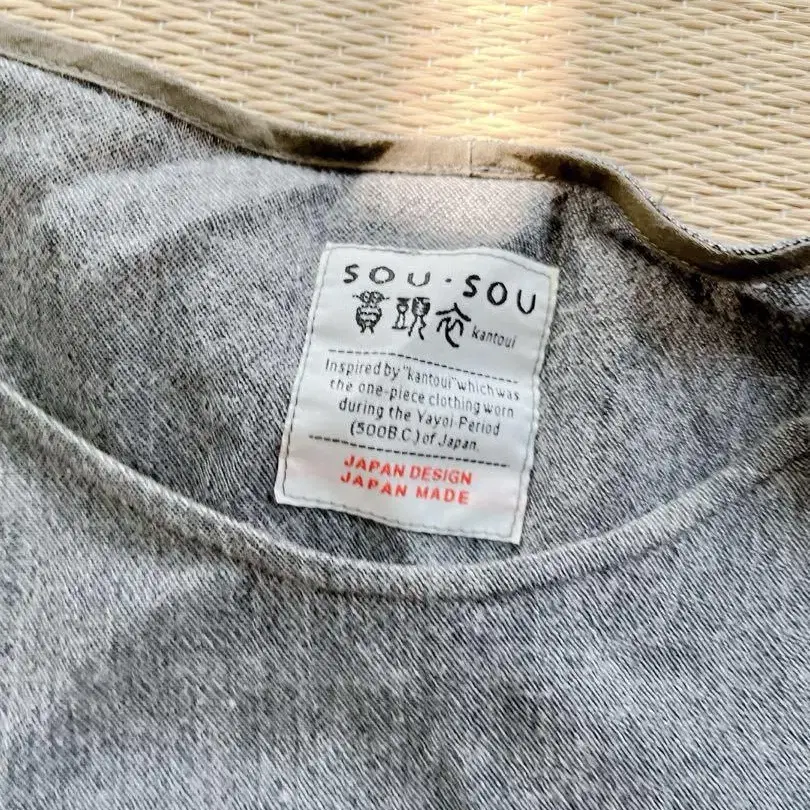 SOU・SOU
貫頭衣 kantoui
Inspired by "kantoui" which was
the one-piece clothing worn
during the Yayoi-Period
(500B.C.) of Japan.
JAPAN DESIGN
JAPAN MADE